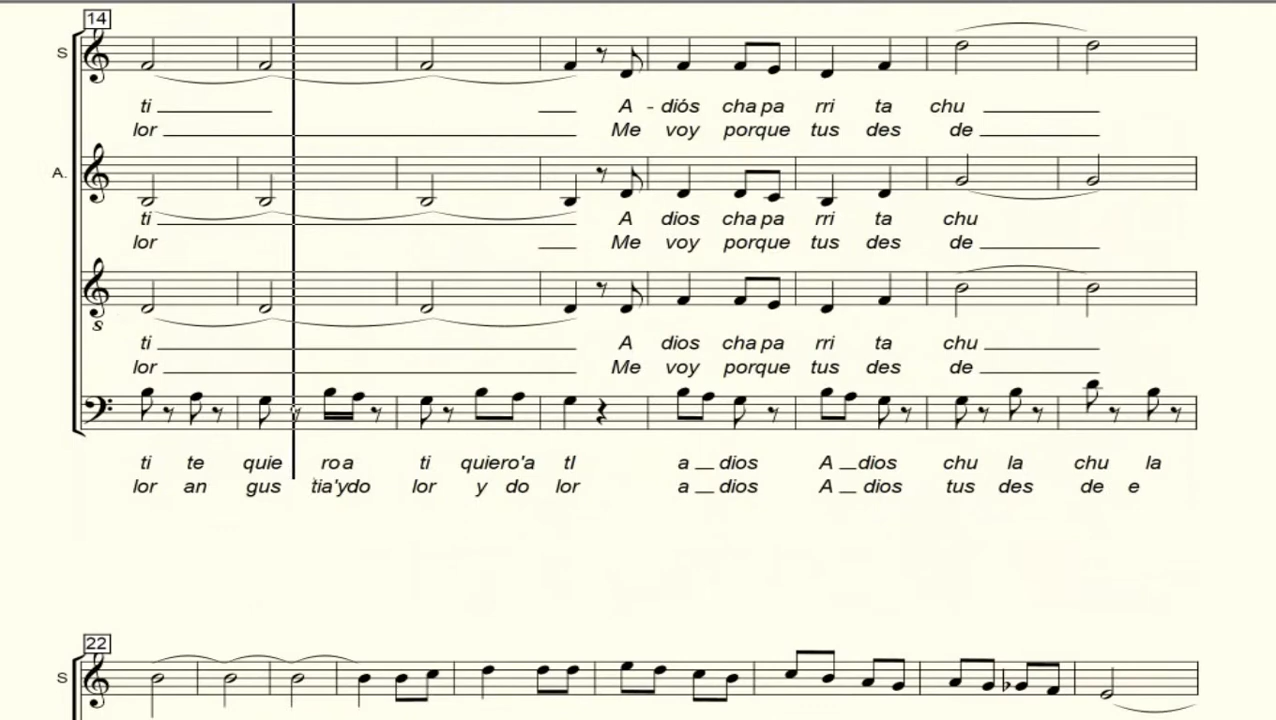 14
S
ti A - diós cha pa rri ta chu
lor Me voy porque tus des de
A.
ti A dios cha pa rri ta chu
lor Me voy porque tus des de
8
ti A dios cha pa rri ta chu
lor Me voy porque tus des de
ti te quie ro a ti quiero'a tI a dios A dios chu la chu la
lor an gus tia'ydo lor y do lor a dios A dios tus des de e
22
S